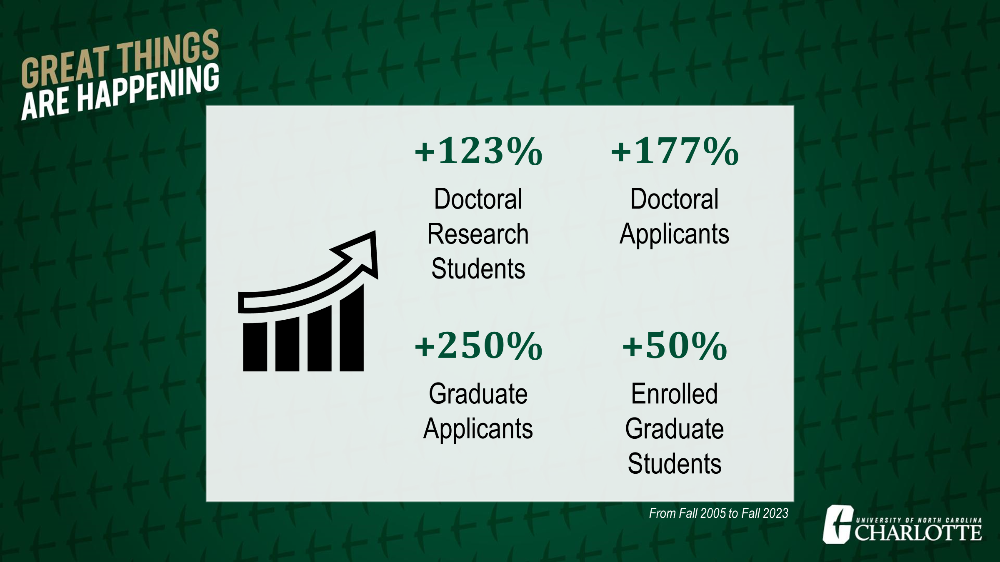 GREAT THINGS
ARE HAPPENING
+123%
Doctoral
Research
Students
+177%
Doctoral
Applicants
+250%
Graduate
Applicants
+50%
Enrolled
Graduate
Students
From Fall 2005 to Fall 2023
UNIVERSITY OF NORTH CAROLINA
CHARLOTTE